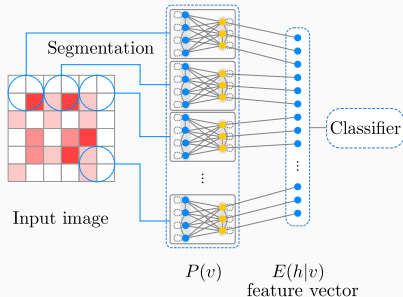 Segmentation
Classifier
Input image
P(v)
E(h|v)
feature vector